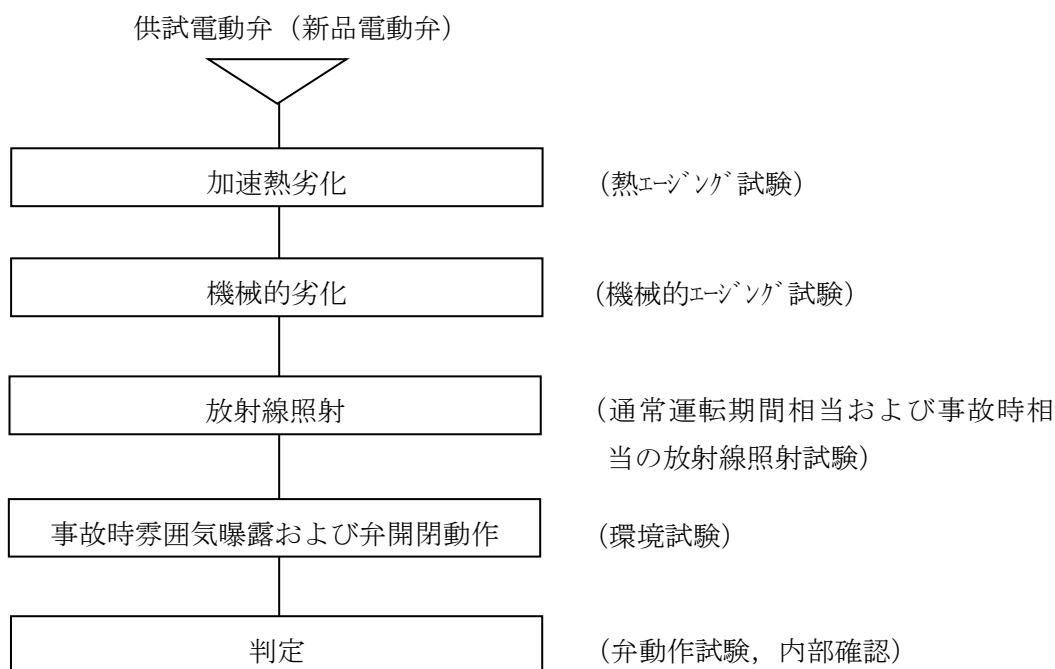 供試電動弁（新品電動弁）
加速熱劣化
（熱ｴｰｼﾞﾝｸﾞ試験）
機械的劣化
（機械的ｴｰｼﾞﾝｸﾞ試験）
放射線照射
（通常運転期間相当および事故時相
当の放射線照射試験）
事故時雰囲気曝露および弁開閉動作
（環境試験）
判定
（弁動作試験，内部確認）